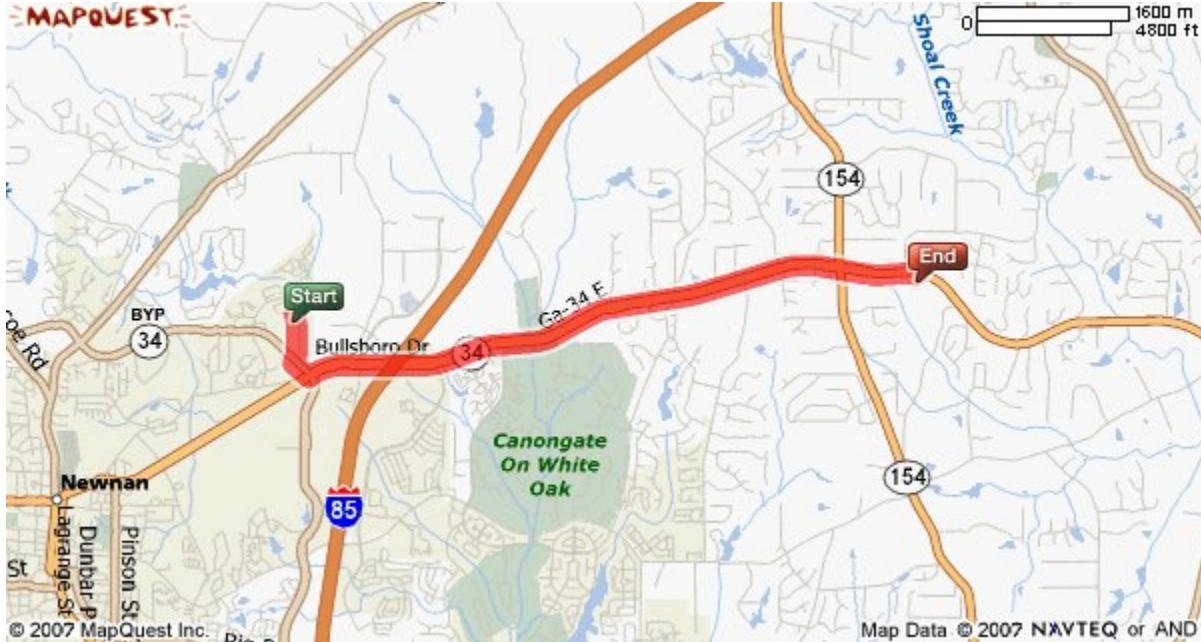 MAPQUEST
0
1600 m
4800 ft
Shoal Creek
154
End
Start
Ga-34 E
BYP
34
Bullsboro Dr
34
Canongate
On White
Oak
Newnan
154
85
Lagrange St
Dunbar P
Pinson St
St
© 2007 MapQuest Inc.
Map Data © 2007 NAVTEQ or AND